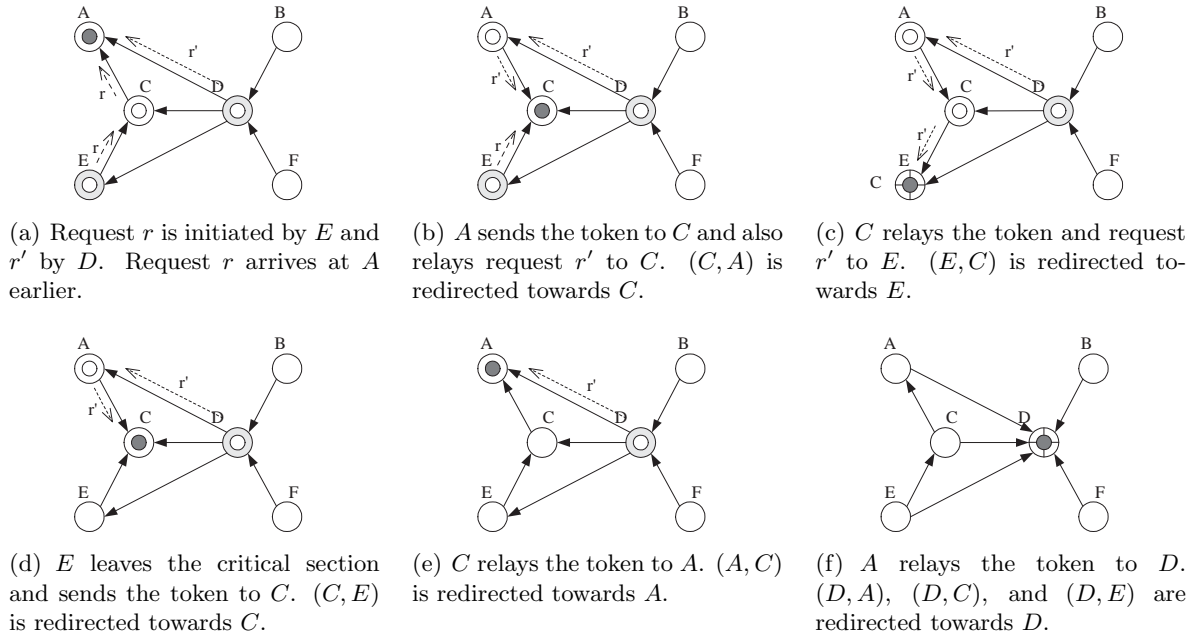 A
B
r'
C
D
r
r
E
F
A
B
r'
r'
C
D
r
E
F
A
B
r'
r'
C
D
r'
E
C
F
(a) Request r is initiated by E and
r' by D. Request r arrives at A
earlier.
(b) A sends the token to C and also
relays request r' to C. (C, A) is
redirected towards C.
(c) C relays the token and request
r' to E. (E, C) is redirected to-
wards E.
A
B
r'
r'
C
D
E
F
A
B
r'
C
D
E
F
A
B
C
D
E
F
(d) E leaves the critical section
and sends the token to C. (C, E)
is redirected towards C.
(e) C relays the token to A. (A, C)
is redirected towards A.
(f) A relays the token to D.
(D, A), (D, C), and (D, E) are
redirected towards D.